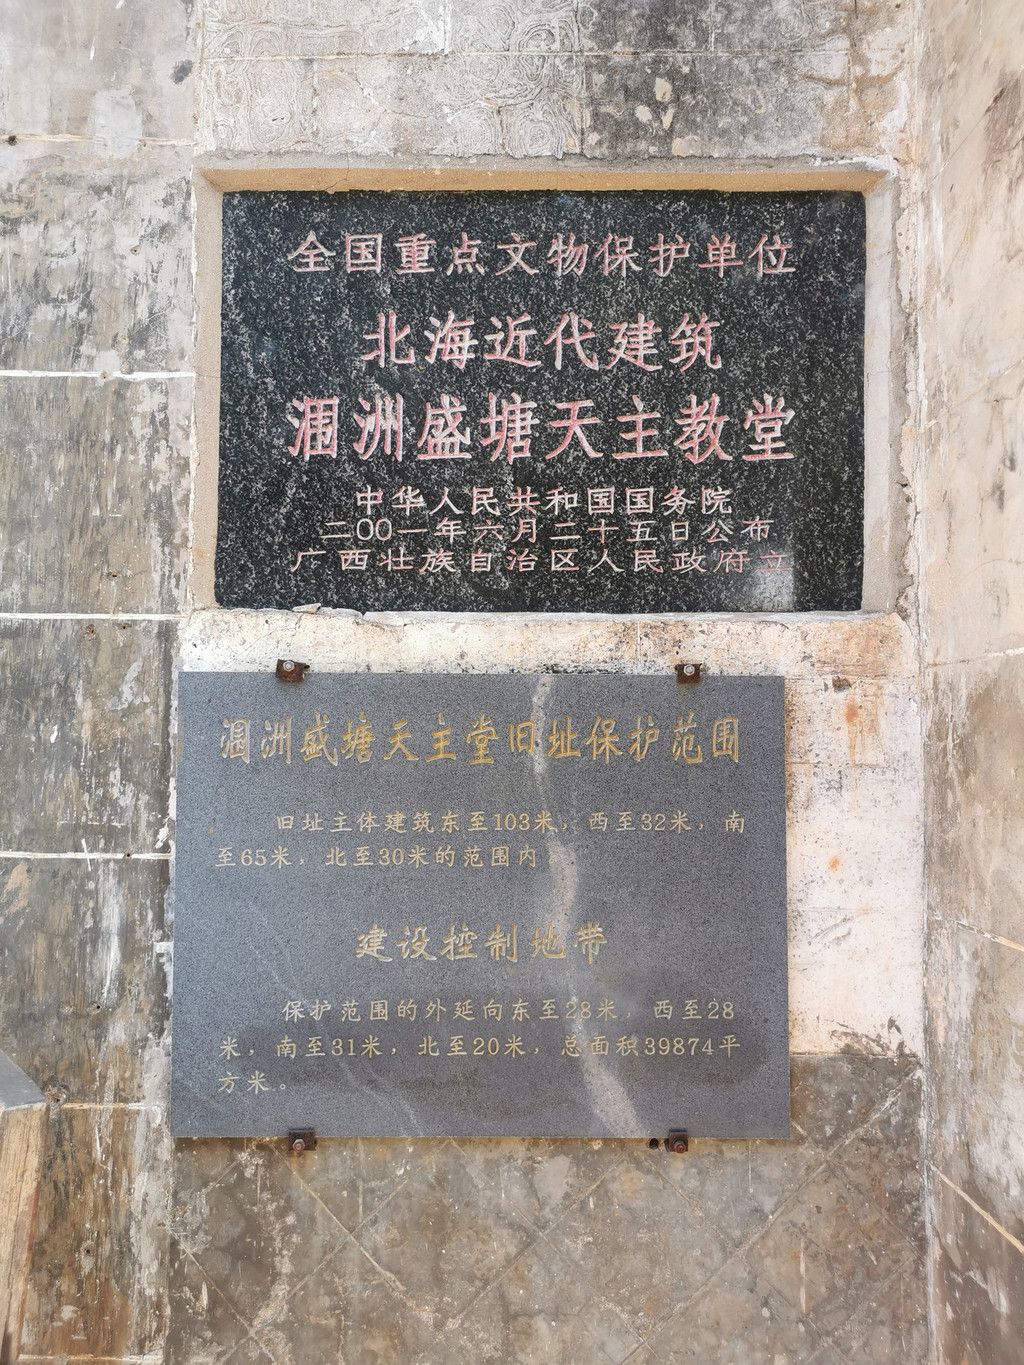 全国重点文物保护单位
北海近代建筑
涠洲盛塘天主教堂
中华人民共和国国务院
二00一年六月二十五日公布
广西壮族自治区人民政府立
涠洲盛塘天主堂旧址保护范围
旧址主体建筑东至103米，西至32米，南
至65米，北至30米的范围内。
建设控制地带
保护范围的外延向东至28米，西至28
米，南至31米，北至20米，总面积39874平
方米。